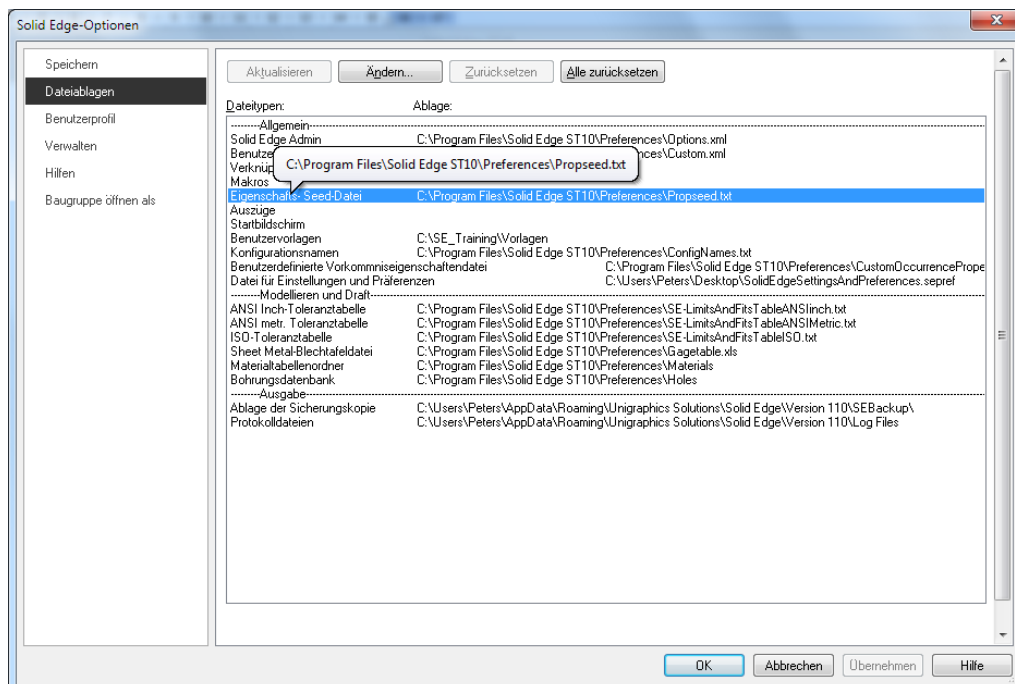 Solid Edge-Optionen
Speichern
Dateiablagen
Benutzerprofil
Verwalten
Hilfen
Baugruppe öffnen als
Aktualisieren Ändern... Zurücksetzen Alle zurücksetzen
Dateitypen: Ablage:
--------Allgemein--------
Solid Edge Admin C:\Program Files\Solid Edge ST10\Preferences\Options.xml
Benutze nces\Custom.xml
C:\Program Files\Solid Edge ST10\Preferences\Propseed.txt
Verknüp
Makros
Eigenschafts- Seed-Datei C:\Program Files\Solid Edge ST10\Preferences\Propseed.txt
Auszüge
Startbildschirm
Benutzervorlagen C:\SE_Training\Vorlagen
Konfigurationsnamen C:\Program Files\Solid Edge ST10\Preferences\ConfigNames.txt
Benutzerdefinierte Vorkommniseigenschaftendatei C:\Program Files\Solid Edge ST10\Preferences\CustomOccurrencePrope
Datei für Einstellungen und Präferenzen C:\Users\Peters\Desktop\SolidEdgeSettingsAndPreferences.sepref
--------Modellieren und Draft--------
ANSI Inch-Toleranztabelle C:\Program Files\Solid Edge ST10\Preferences\SE-LimitsAndFitsTableANSIInch.txt
ANSI metr. Toleranztabelle C:\Program Files\Solid Edge ST10\Preferences\SE-LimitsAndFitsTableANSIMetric.txt
ISO-Toleranztabelle C:\Program Files\Solid Edge ST10\Preferences\SE-LimitsAndFitsTableISO.txt
Sheet Metal-Blechtafeldatei C:\Program Files\Solid Edge ST10\Preferences\Gagetable.xls
Materialtabellenordner C:\Program Files\Solid Edge ST10\Preferences\Materials
Bohrungsdatenbank C:\Program Files\Solid Edge ST10\Preferences\Holes
--------Ausgabe--------
Ablage der Sicherungskopie C:\Users\Peters\AppData\Roaming\Unigraphics Solutions\Solid Edge\Version 110\SEBackup\
Protokolldateien C:\Users\Peters\AppData\Roaming\Unigraphics Solutions\Solid Edge\Version 110\Log Files
OK Abbrechen Übernehmen Hilfe